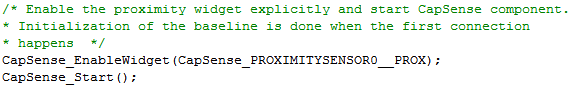 /* Enable the proximity widget explicitly and start CapSense component.
* Initialization of the baseline is done when the first connection
* happens  */
CapSense_EnableWidget(CapSense_PROXIMITYSENSOR0__PROX);
CapSense_Start();